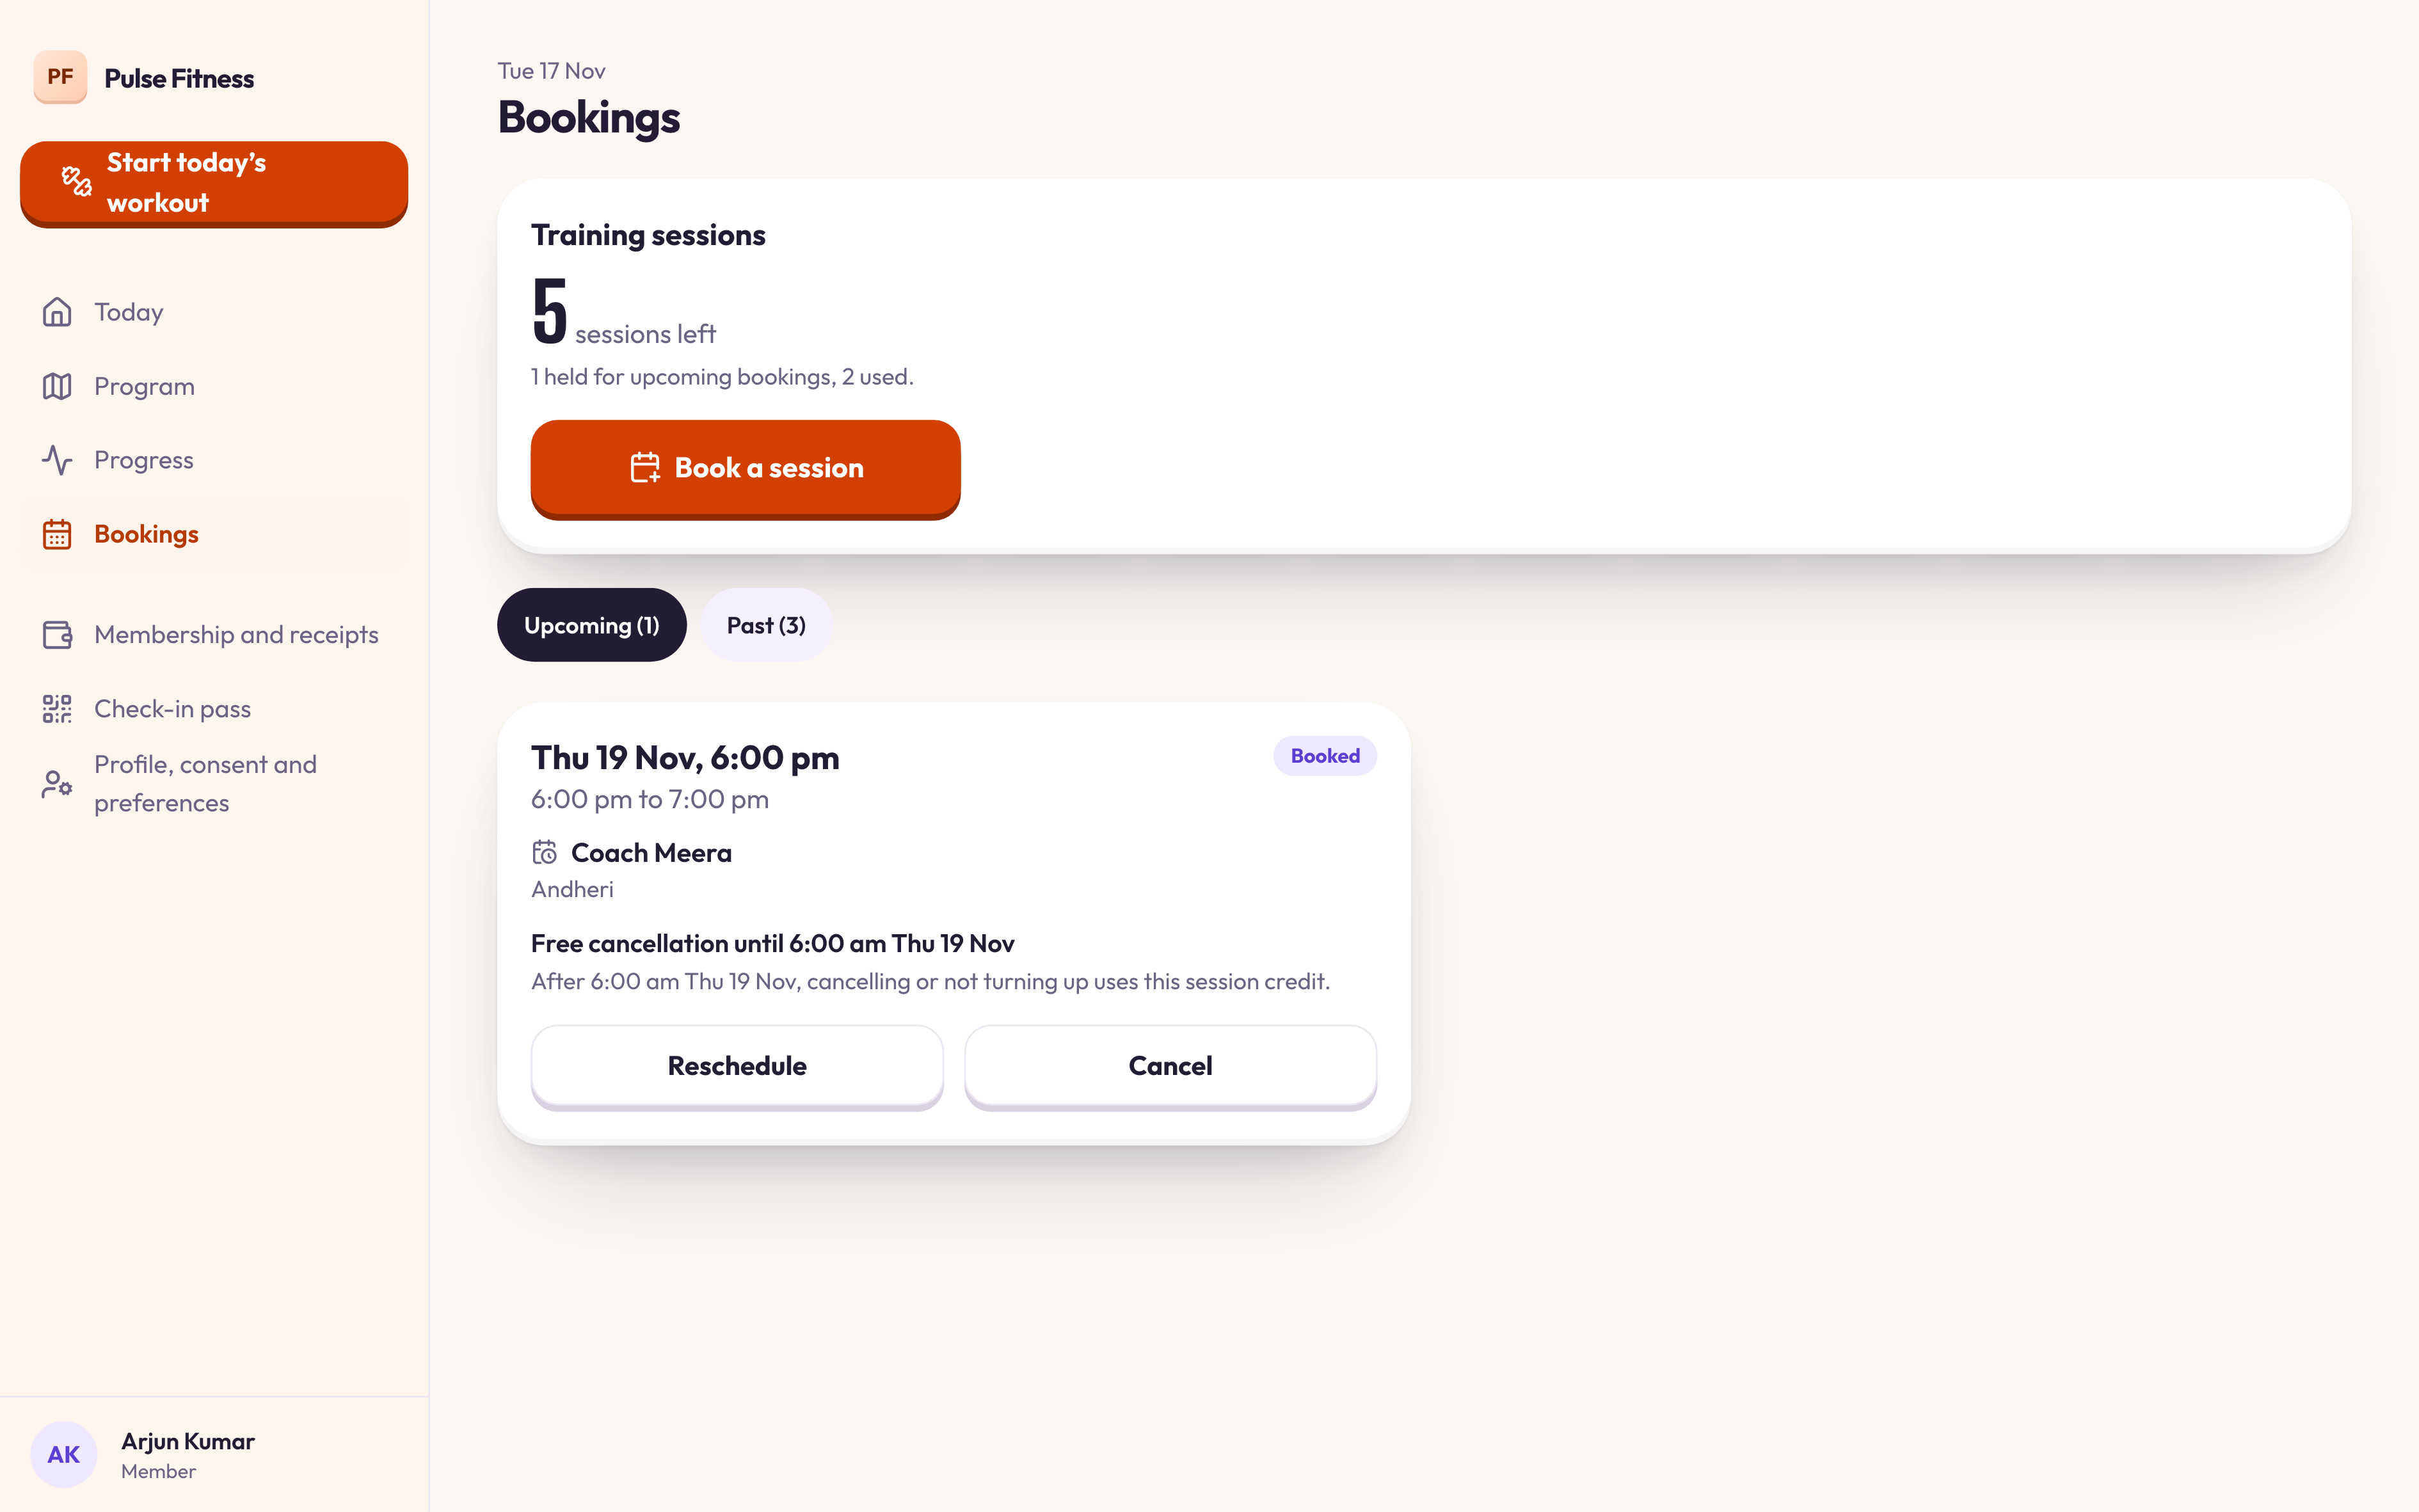 PF
Pulse Fitness
Start today’s
workout
Today
Program
Progress
Bookings
Membership and receipts
Check-in pass
Profile, consent and
preferences
AK
Arjun Kumar
Member
Tue 17 Nov
Bookings
Training sessions
5 sessions left
1 held for upcoming bookings, 2 used.
Book a session
Upcoming (1)
Past (3)
Thu 19 Nov, 6:00 pm
Booked
6:00 pm to 7:00 pm
Coach Meera
Andheri
Free cancellation until 6:00 am Thu 19 Nov
After 6:00 am Thu 19 Nov, cancelling or not turning up uses this session credit.
Reschedule
Cancel